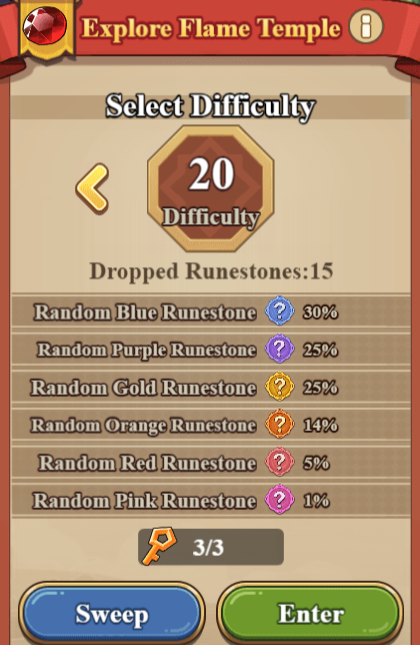 Explore Flame Temple
Select Difficulty
20
Difficulty
Dropped Runestones:15
Random Blue Runestone ? 30%
Random Purple Runestone ? 25%
Random Gold Runestone ? 25%
Random Orange Runestone ? 14%
Random Red Runestone ? 5%
Random Pink Runestone ? 1%
3/3
Sweep Enter